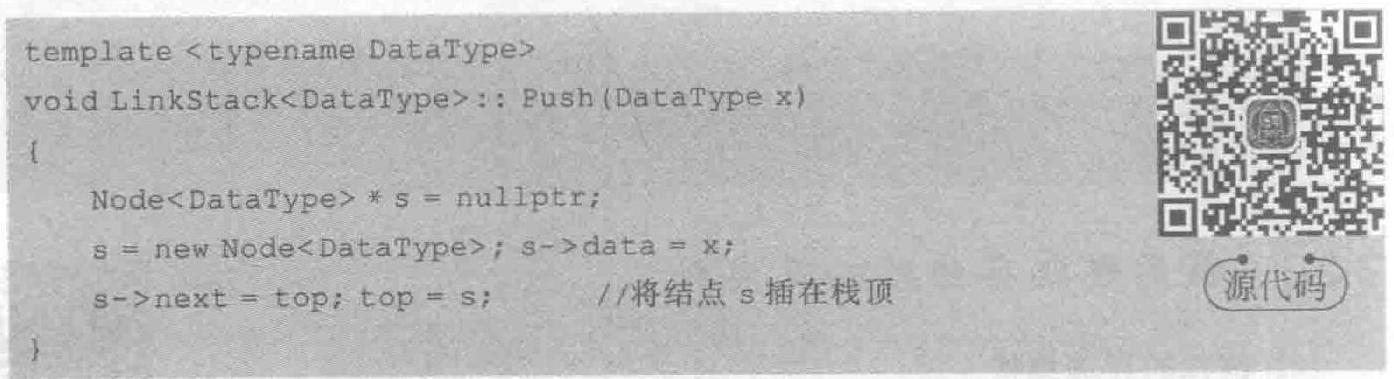 template <typename DataType>
void LinkStack<DataType>:: Push(DataType x)
{
Node<DataType> * s = nullptr;
s = new Node<DataType>; s->data = x;
s->next = top; top = s; //将结点 s 插在栈顶
}
源代码